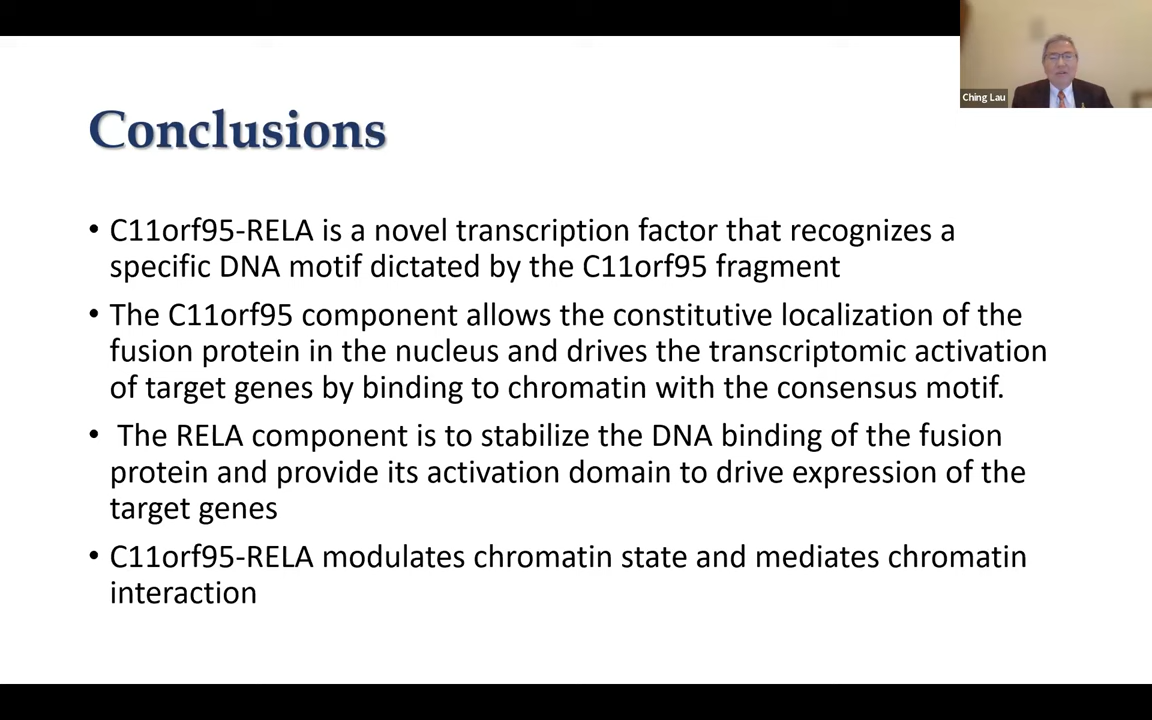 Ching Lau
Conclusions
• C11orf95-RELA is a novel transcription factor that recognizes a
specific DNA motif dictated by the C11orf95 fragment
• The C11orf95 component allows the constitutive localization of the
fusion protein in the nucleus and drives the transcriptomic activation
of target genes by binding to chromatin with the consensus motif.
• The RELA component is to stabilize the DNA binding of the fusion
protein and provide its activation domain to drive expression of the
target genes
• C11orf95-RELA modulates chromatin state and mediates chromatin
interaction